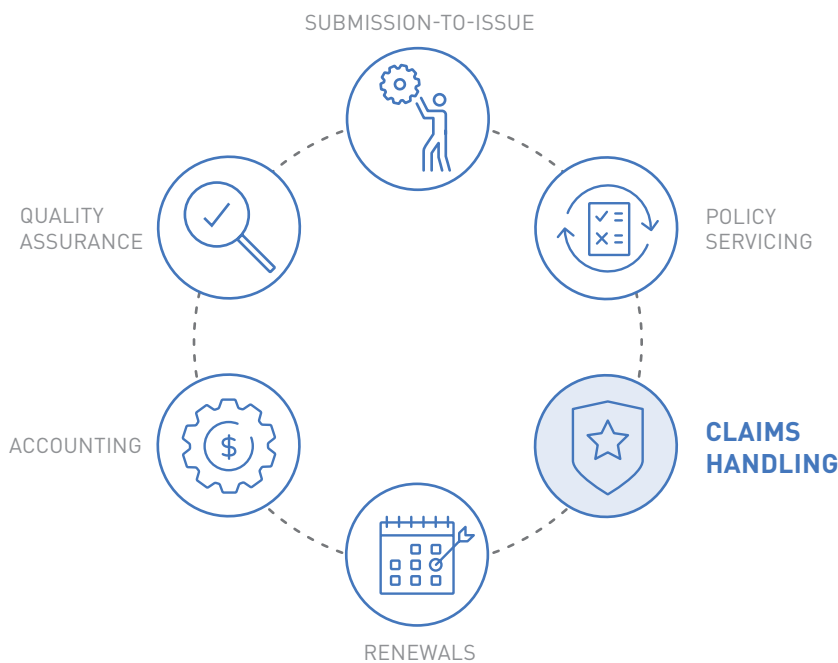 SUBMISSION-TO-ISSUE
QUALITY
ASSURANCE
POLICY
SERVICING
$
ACCOUNTING
CLAIMS
HANDLING
RENEWALS